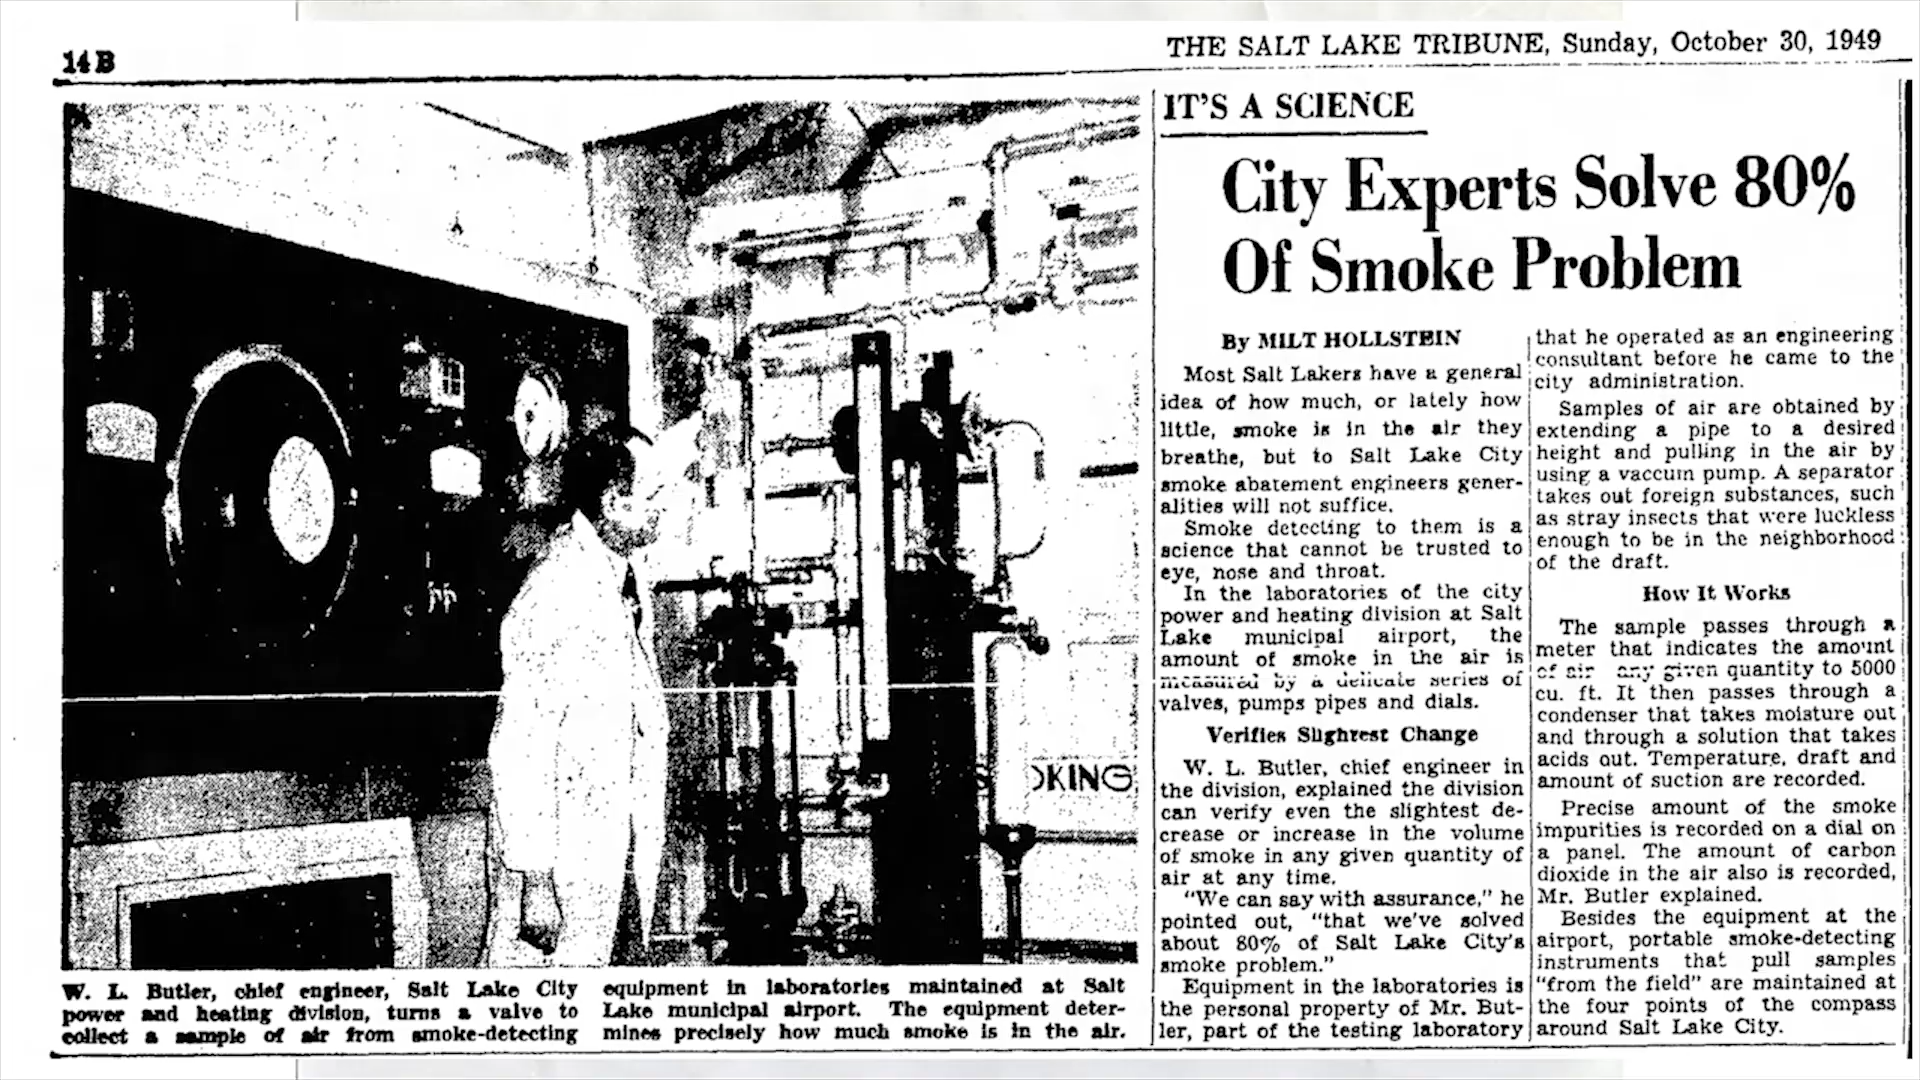 14B
THE SALT LAKE TRIBUNE, Sunday, October 30, 1949
OKING
W. L. Butler, chief engineer, Salt Lake City
power and heating division, turns a valve to
collect a sample of air from smoke-detecting
equipment in laboratories maintained at Salt
Lake municipal airport. The equipment deter-
mines precisely how much smoke is in the air.
IT'S A SCIENCE
City Experts Solve 80%
Of Smoke Problem
By MILT HOLLSTEIN
Most Salt Lakers have a general
idea of how much, or lately how
little, smoke is in the air they
breathe, but to Salt Lake City
smoke abatement engineers gener-
alities will not suffice.
Smoke detecting to them is a
science that cannot be trusted to
eye, nose and throat.
In the laboratories of the city
power and heating division at Salt
Lake municipal airport, the
amount of smoke in the air is
measured by a delicate series of
valves, pumps pipes and dials.
Verifies Slightest Change
W. L. Butler, chief engineer in
the division, explained the division
can verify even the slightest de-
crease or increase in the volume
of smoke in any given quantity of
air at any time.
"We can say with assurance," he
pointed out, "that we've solved
about 80% of Salt Lake City's
smoke problem."
Equipment in the laboratories is
the personal property of Mr. But-
ler, part of the testing laboratory
that he operated as an engineering
consultant before he came to the
city administration.
Samples of air are obtained by
extending a pipe to a desired
height and pulling in the air by
using a vaccum pump. A separator
takes out foreign substances, such
as stray insects that were luckless
enough to be in the neighborhood
of the draft.
How It Works
The sample passes through a
meter that indicates the amount
of air any given quantity to 5000
cu. ft. It then passes through a
condenser that takes moisture out
and through a solution that takes
acids out. Temperature, draft and
amount of suction are recorded.
Precise amount of the smoke
impurities is recorded on a dial on
a panel. The amount of carbon
dioxide in the air also is recorded,
Mr. Butler explained.
Besides the equipment at the
airport, portable smoke-detecting
instruments that pull samples
"from the field" are maintained at
the four points of the compass
around Salt Lake City.